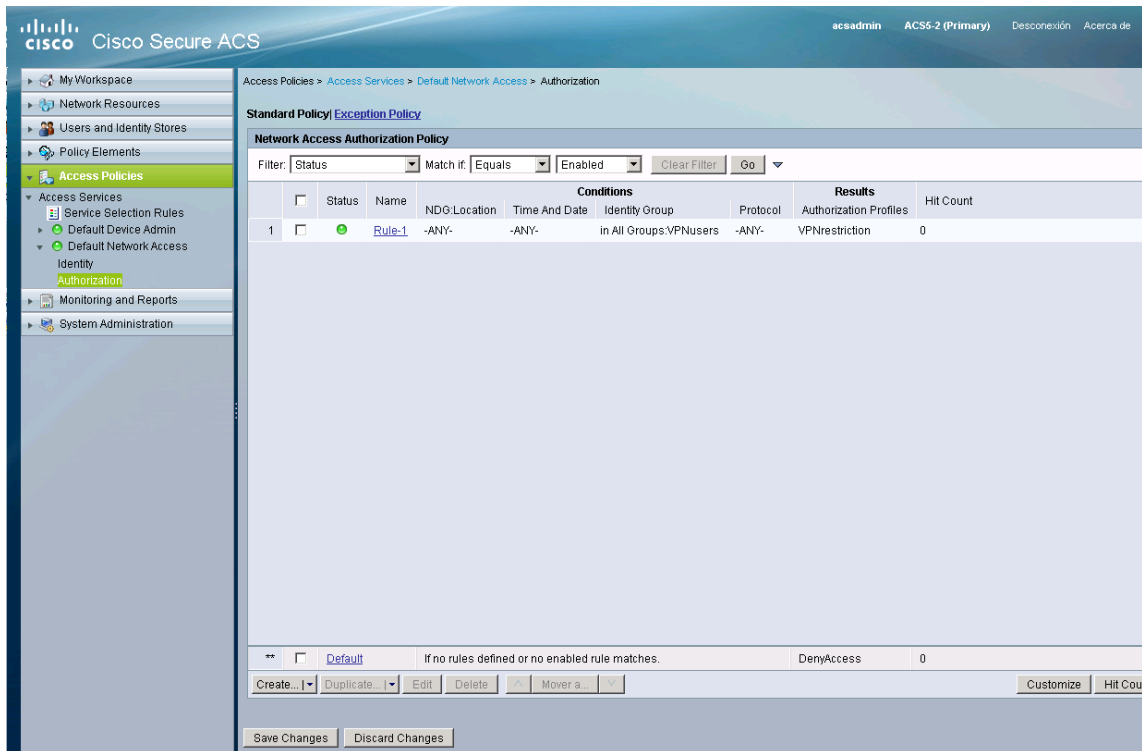 CISCO Cisco Secure ACS
acsadmin ACS5-2 (Primary) Desconexión Acerca de
My Workspace
Network Resources
Users and Identity Stores
Policy Elements
Access Policies
Access Services
Service Selection Rules
Default Device Admin
Default Network Access
Identity
Authorization
Monitoring and Reports
System Administration
Access Policies > Access Services > Default Network Access > Authorization
Standard Policy| Exception Policy
Network Access Authorization Policy
Filter: Status Match if: Equals Enabled Clear Filter Go
Conditions Results
Status Name NDG:Location Time And Date Identity Group Protocol Authorization Profiles Hit Count
1 Rule-1 -ANY- -ANY- in All Groups:VPNusers -ANY- VPNrestriction 0
** Default If no rules defined or no enabled rule matches. DenyAccess 0
Create... | Duplicate... | Edit Delete Mover a... Customize Hit Cou
Save Changes Discard Changes